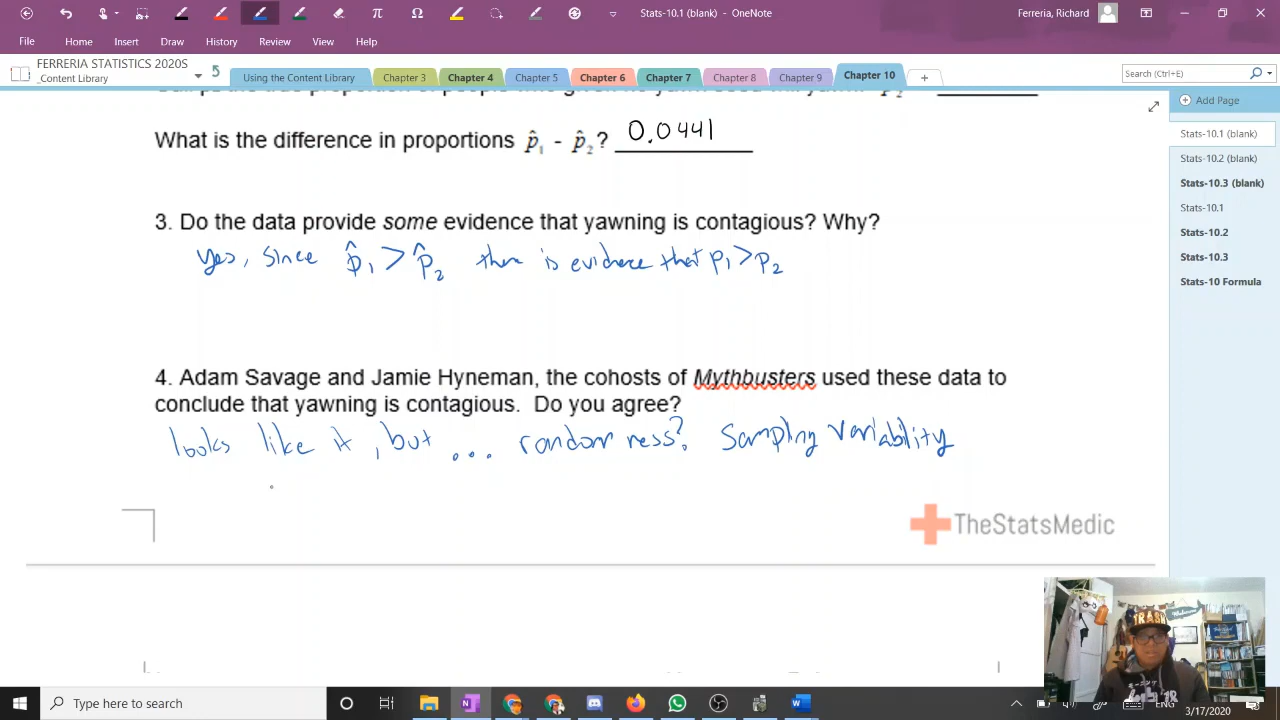 Stats-10.1 (blank) - OneNote
Ferreria, Richard
File Home Insert Draw History Review View Help
FERRERIA STATISTICS 2020S
_Content Library
Using the Content Library
Chapter 3
Chapter 4
Chapter 5
Chapter 6
Chapter 7
Chapter 8
Chapter 9
Chapter 10
Search (Ctrl+E)
Add Page
Stats-10.1 (blank)
Stats-10.2 (blank)
Stats-10.3 (blank)
Stats-10.1
Stats-10.2
Stats-10.3
Stats-10 Formula
What is the difference in proportions p̂₁ - p̂₂? 0.0441
3. Do the data provide some evidence that yawning is contagious? Why?
yes, since p̂₁ > p̂₂ there is evidence that p₁ > p₂
4. Adam Savage and Jamie Hyneman, the cohosts of Mythbusters used these data to
conclude that yawning is contagious. Do you agree?
looks like it, but ... randomness? Sampling variability
TheStatsMedic
TRASH
Type here to search
3/17/2020